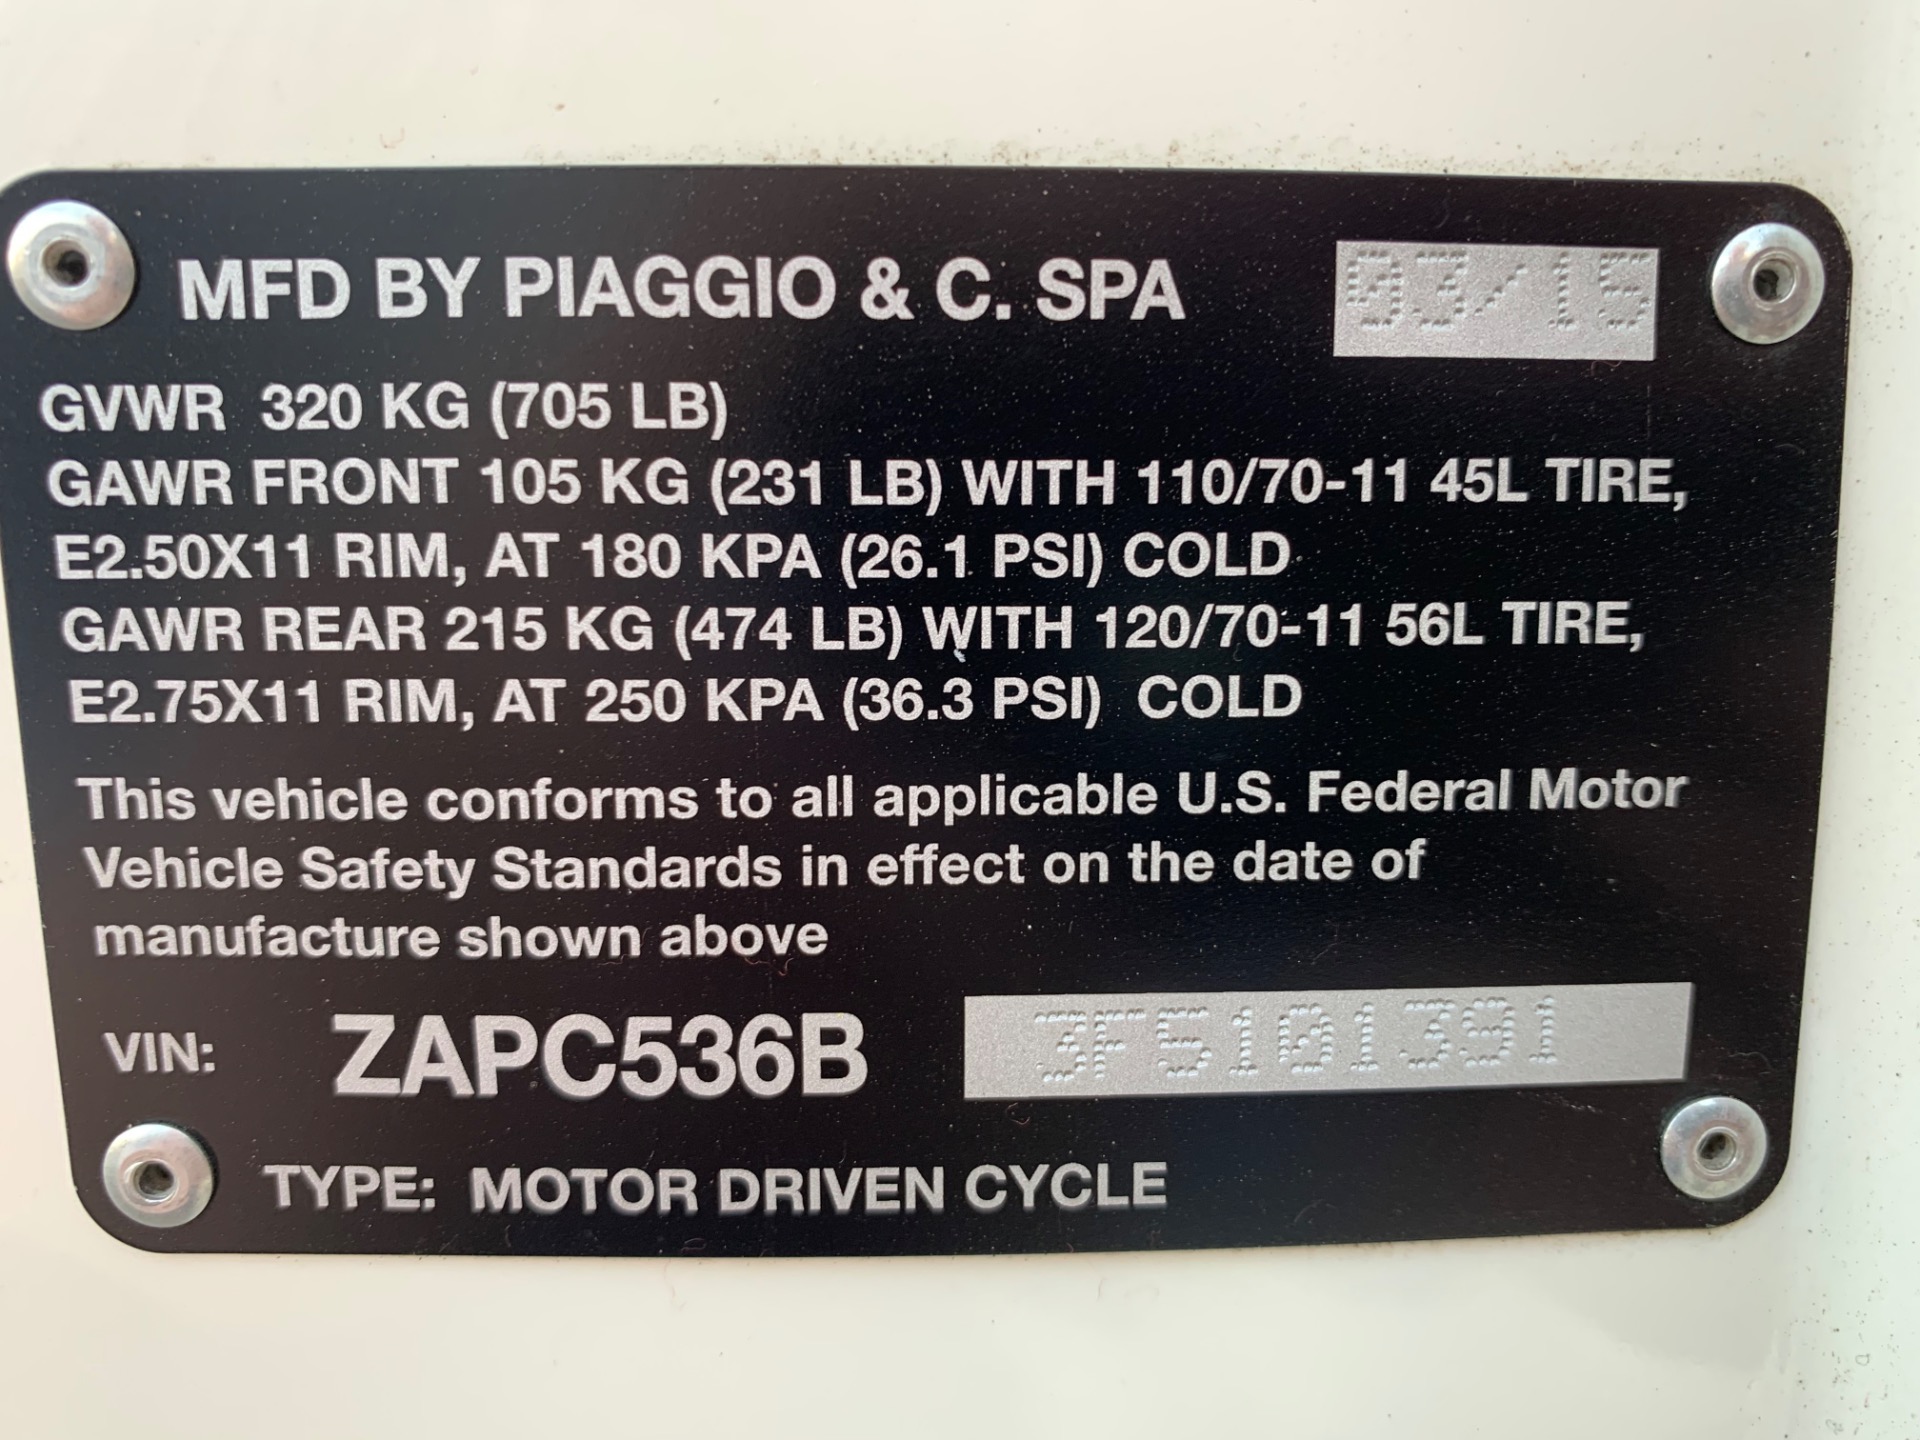 MFD BY PIAGGIO & C. SPA 03/15
GVWR 320 KG (705 LB)
GAWR FRONT 105 KG (231 LB) WITH 110/70-11 45L TIRE,
E2.50X11 RIM, AT 180 KPA (26.1 PSI) COLD
GAWR REAR 215 KG (474 LB) WITH 120/70-11 56L TIRE,
E2.75X11 RIM, AT 250 KPA (36.3 PSI) COLD
This vehicle conforms to all applicable U.S. Federal Motor
Vehicle Safety Standards in effect on the date of
manufacture shown above
VIN: ZAPC536B 3F5101391
TYPE: MOTOR DRIVEN CYCLE